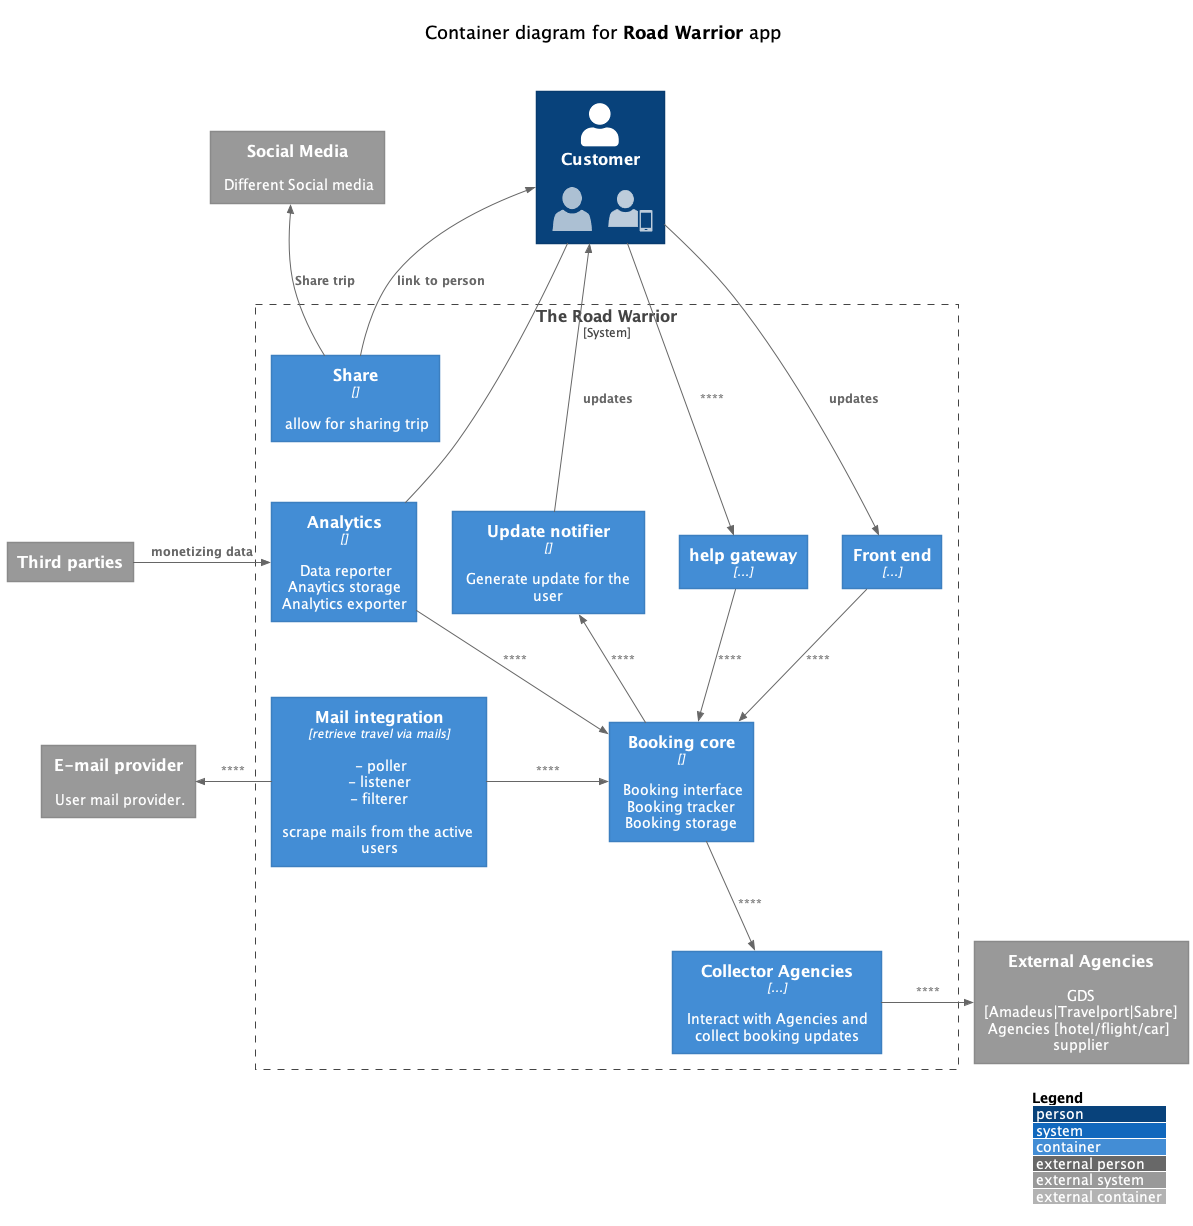 Container diagram for Road Warrior app
Customer
Social Media
Different Social media
Share trip
link to person
The Road Warrior
[System]
Share
[]
allow for sharing trip
updates
****
updates
Analytics
[]
Data reporter
Anaytics storage
Analytics exporter
Update notifier
[]
Generate update for the
user
help gateway
[...]
Front end
[...]
Third parties
monetizing data
****
****
****
****
Mail integration
[retrieve travel via mails]
- poller
- listener
- filterer
scrape mails from the active
users
Booking core
[]
Booking interface
Booking tracker
Booking storage
E-mail provider
User mail provider.
****
****
****
Collector Agencies
[...]
Interact with Agencies and
collect booking updates
****
External Agencies
GDS
[Amadeus|Travelport|Sabre]
Agencies [hotel/flight/car]
supplier
Legend
person
system
container
external person
external system
external container